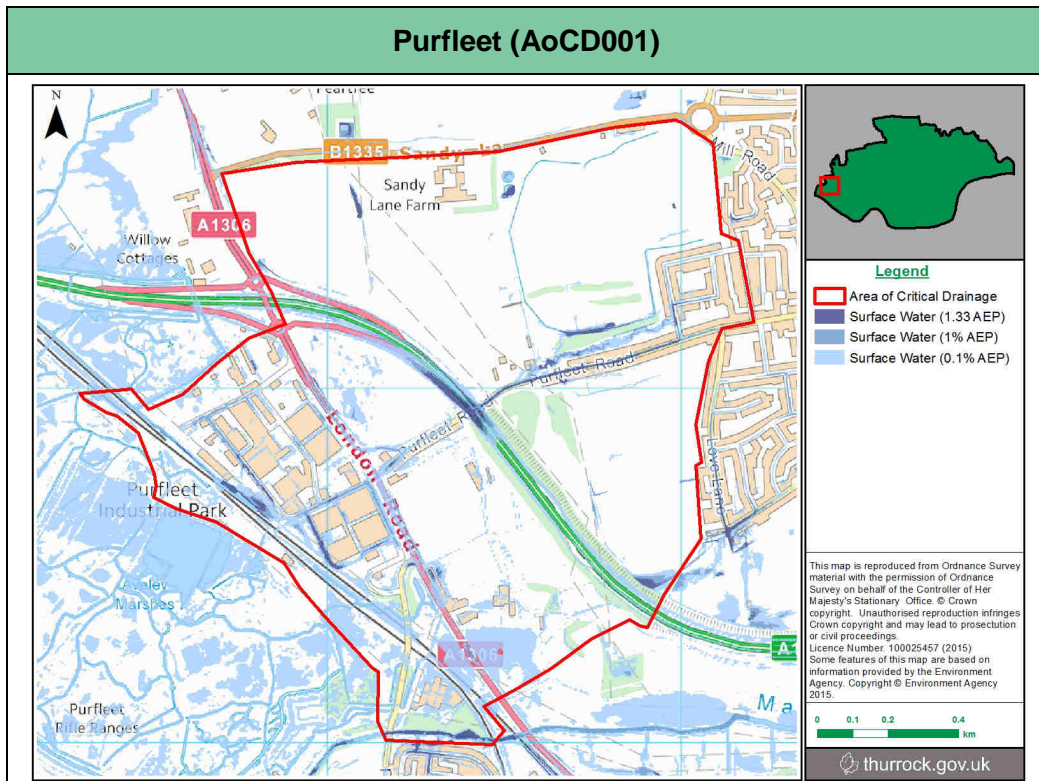 Purfleet (AoCD001)
N
B1335
Sandy La
Mill Road
Sandy
Lane Farm
A1306
Willow
Cottages
Purfleet Road
Purfleet Road
London Road
Love Lane
Purfleet
Industrial Park
Aveley
Marshes
A1306
A1
Purfleet
Rifle Ranges
Ma
Legend
Area of Critical Drainage
Surface Water (1.33 AEP)
Surface Water (1% AEP)
Surface Water (0.1% AEP)
This map is reproduced from Ordnance Survey
material with the permission of Ordnance
Survey on behalf of the Controller of Her
Majesty's Stationary Office. © Crown
copyright. Unauthorised reproduction infringes
Crown copyright and may lead to prosecution
or civil proceedings.
Licence Number. 100025457 (2015)
Some features of this map are based on
information provided by the Environment
Agency. Copyright © Environment Agency
2015.
0 0.1 0.2 0.4
km
thurrock.gov.uk